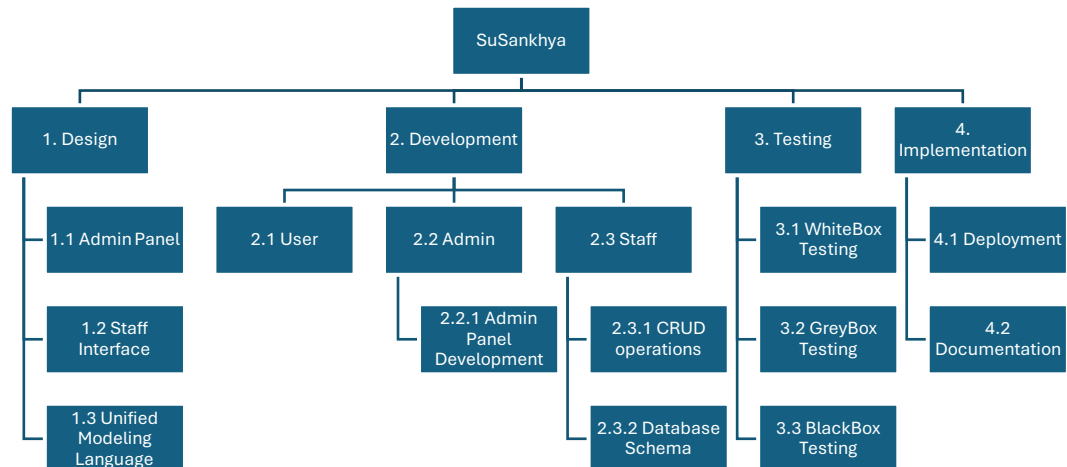 SuSankhya
1. Design
2. Development
3. Testing
4.
Implementation
1.1 Admin Panel
2.1 User
2.2 Admin
2.3 Staff
3.1 WhiteBox
Testing
4.1 Deployment
1.2 Staff
Interface
2.2.1 Admin
Panel
Development
2.3.1 CRUD
operations
3.2 GreyBox
Testing
4.2
Documentation
1.3 Unified
Modeling
Language
2.3.2 Database
Schema
3.3 BlackBox
Testing